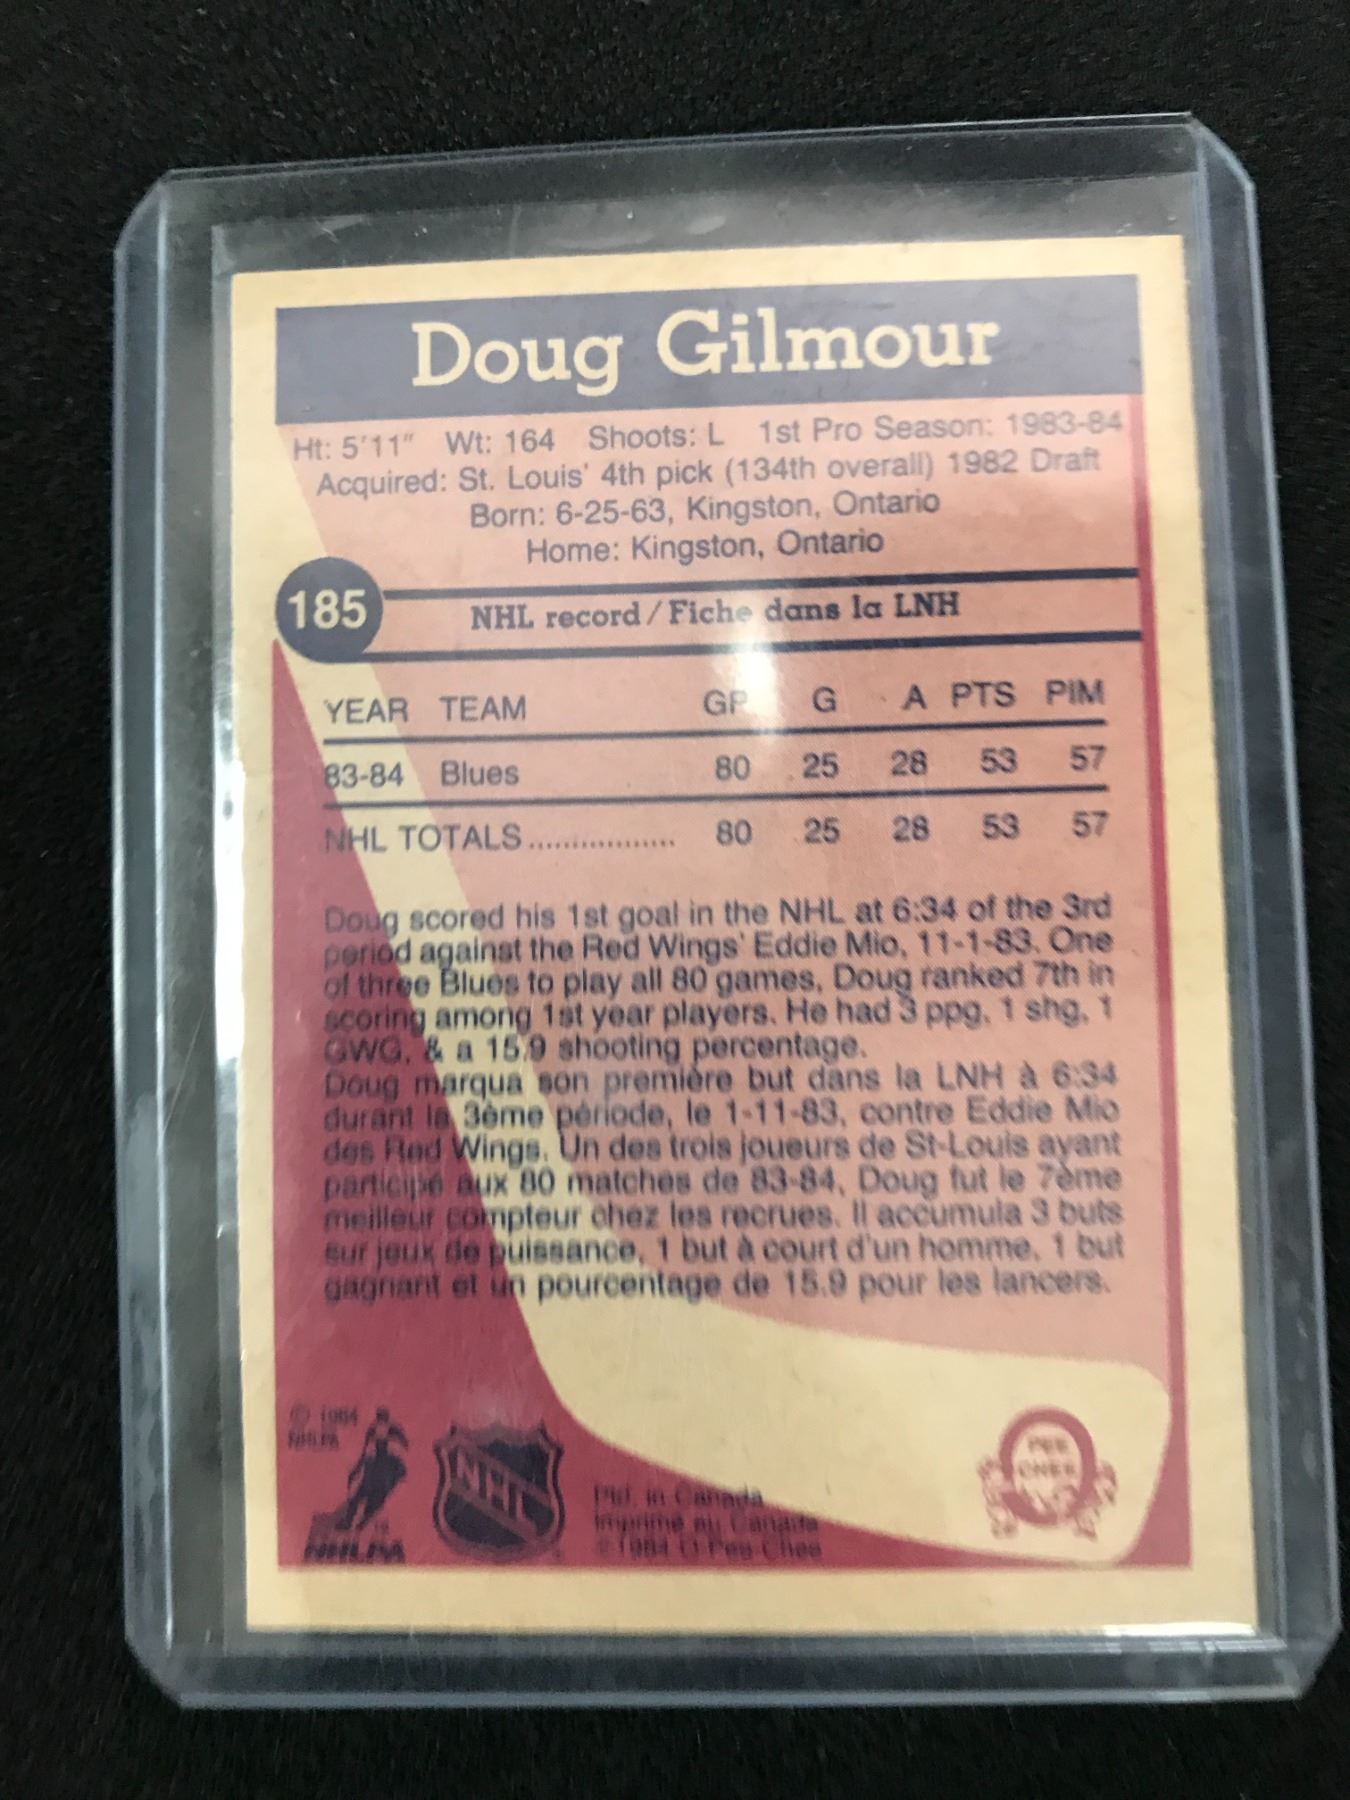 Doug Gilmour
Ht: 5'11" Wt: 164 Shoots: L 1st Pro Season: 1983-84
Acquired: St. Louis' 4th pick (134th overall) 1982 Draft
Born: 6-25-63, Kingston, Ontario
Home: Kingston, Ontario
185
NHL record / Fiche dans la LNH
YEAR TEAM GP G A PTS PIM
83-84 Blues 80 25 28 53 57
NHL TOTALS................. 80 25 28 53 57
Doug scored his 1st goal in the NHL at 6:34 of the 3rd
period against the Red Wings' Eddie Mio, 11-1-83. One
of three Blues to play all 80 games, Doug ranked 7th in
scoring among 1st year players. He had 3 ppg, 1 shg, 1
GWG, & a 15.9 shooting percentage.
Doug marqua son première but dans la LNH à 6:34
durant la 3ème période, le 1-11-83, contre Eddie Mio
des Red Wings. Un des trois joueurs de St-Louis ayant
participé aux 80 matches de 83-84, Doug fut le 7ème
meilleur compteur chez les recrues. Il accumula 3 buts
sur jeux de puissance, 1 but à court d'un homme, 1 but
gagnant et un pourcentage de 15.9 pour les lancers.
© 1984
NHLPA
NHLPA
NHL
Ptd. in Canada
Imprimé au Canada
© 1984 O-Pee-Chee
O
PEE
CHEE